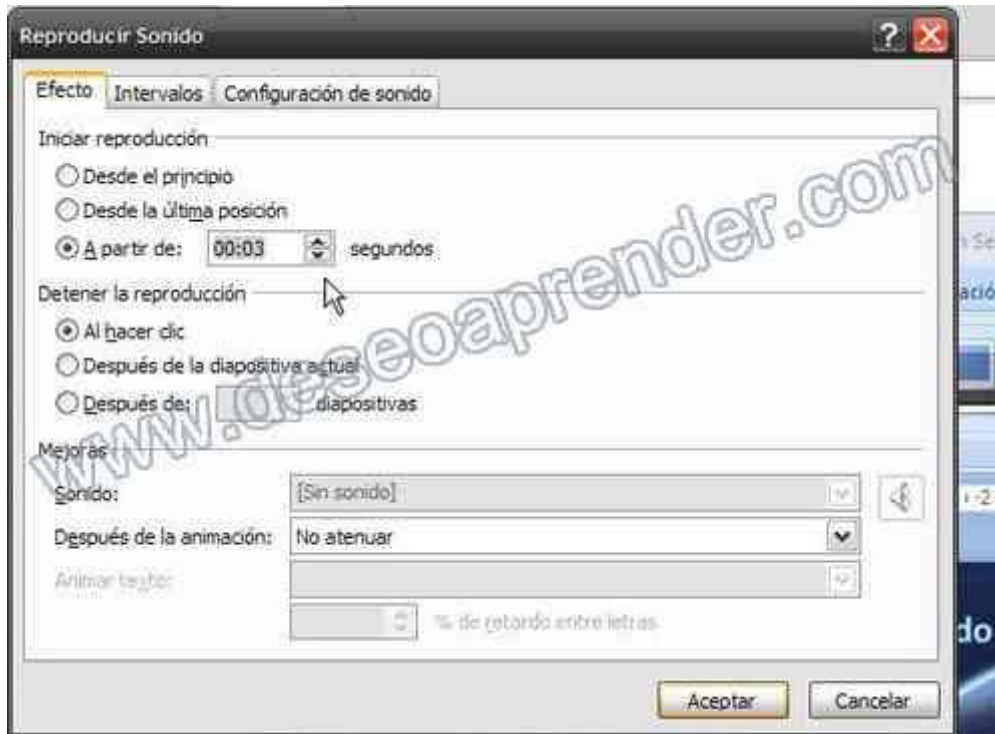 Reproducir Sonido
Efecto Intervalos Configuración de sonido
Iniciar reproducción
Desde el principio
Desde la última posición
A partir de: 00:03 segundos
Detener la reproducción
Al hacer clic
Después de la diapositiva actual
Después de: diapositivas
Mejoras
Sonido: [Sin sonido]
Después de la animación: No atenuar
Animar texto:
% de retardo entre letras
Aceptar Cancelar
www.deseoaprender.com
do